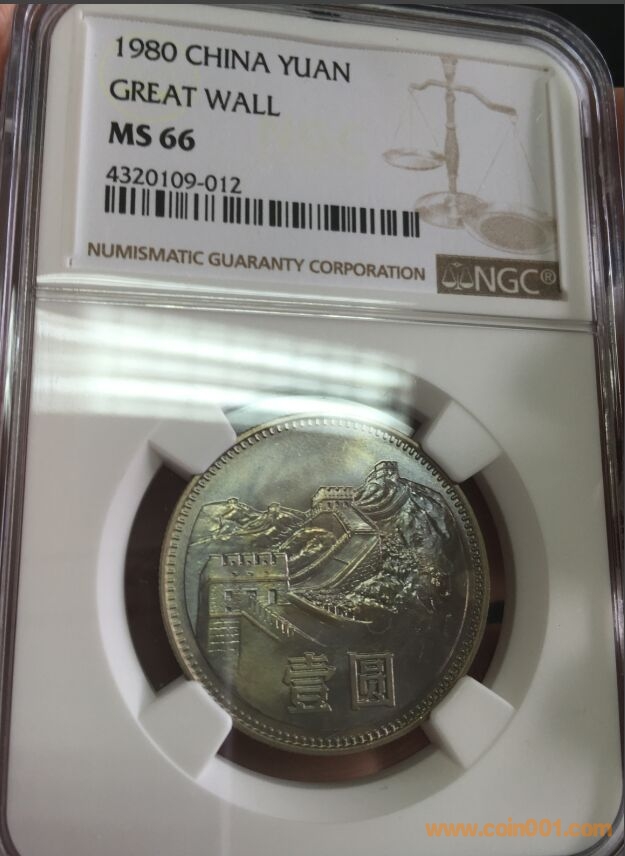 1980 CHINA YUAN
GREAT WALL
MS 66
4320109-012
NUMISMATIC GUARANTY CORPORATION
NGC®
壹圆
www.coin001.com